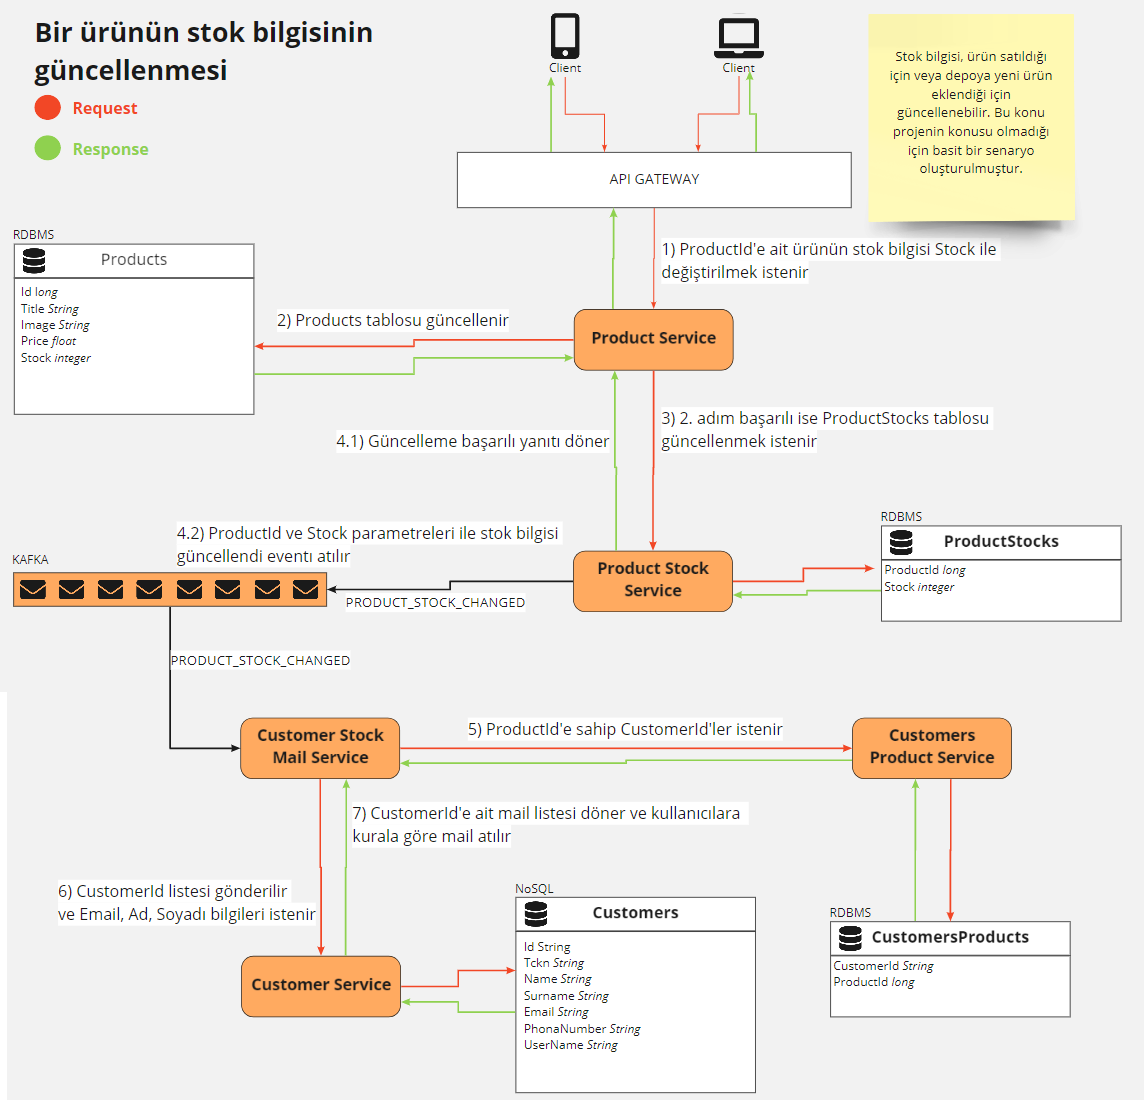 Bir ürünün stok bilgisinin
güncellenmesi
Request
Response
Client
Client
Stok bilgisi, ürün satıldığı
için veya depoya yeni ürün
eklendiği için
güncellenebilir. Bu konu
projenin konusu olmadığı
için basit bir senaryo
oluşturulmuştur.
API GATEWAY
RDBMS
Products
Id long
Title String
Image String
Price float
Stock integer
1) ProductId'e ait ürünün stok bilgisi Stock ile
değiştirilmek istenir
2) Products tablosu güncellenir
Product Service
3) 2. adım başarılı ise ProductStocks tablosu
güncellenmek istenir
4.1) Güncelleme başarılı yanıtı döner
4.2) ProductId ve Stock parametreleri ile stok bilgisi
güncellendi eventı atılır
KAFKA
PRODUCT_STOCK_CHANGED
Product Stock
Service
RDBMS
ProductStocks
ProductId long
Stock integer
PRODUCT_STOCK_CHANGED
Customer Stock
Mail Service
5) ProductId'e sahip CustomerId'ler istenir
Customers
Product Service
7) CustomerId'e ait mail listesi döner ve kullanıcılara
kurala göre mail atılır
6) CustomerId listesi gönderilir
ve Email, Ad, Soyadı bilgileri istenir
Customer Service
NoSQL
Customers
Id String
Tckn String
Name String
Surname String
Email String
PhonaNumber String
UserName String
RDBMS
CustomersProducts
CustomerId String
ProductId long